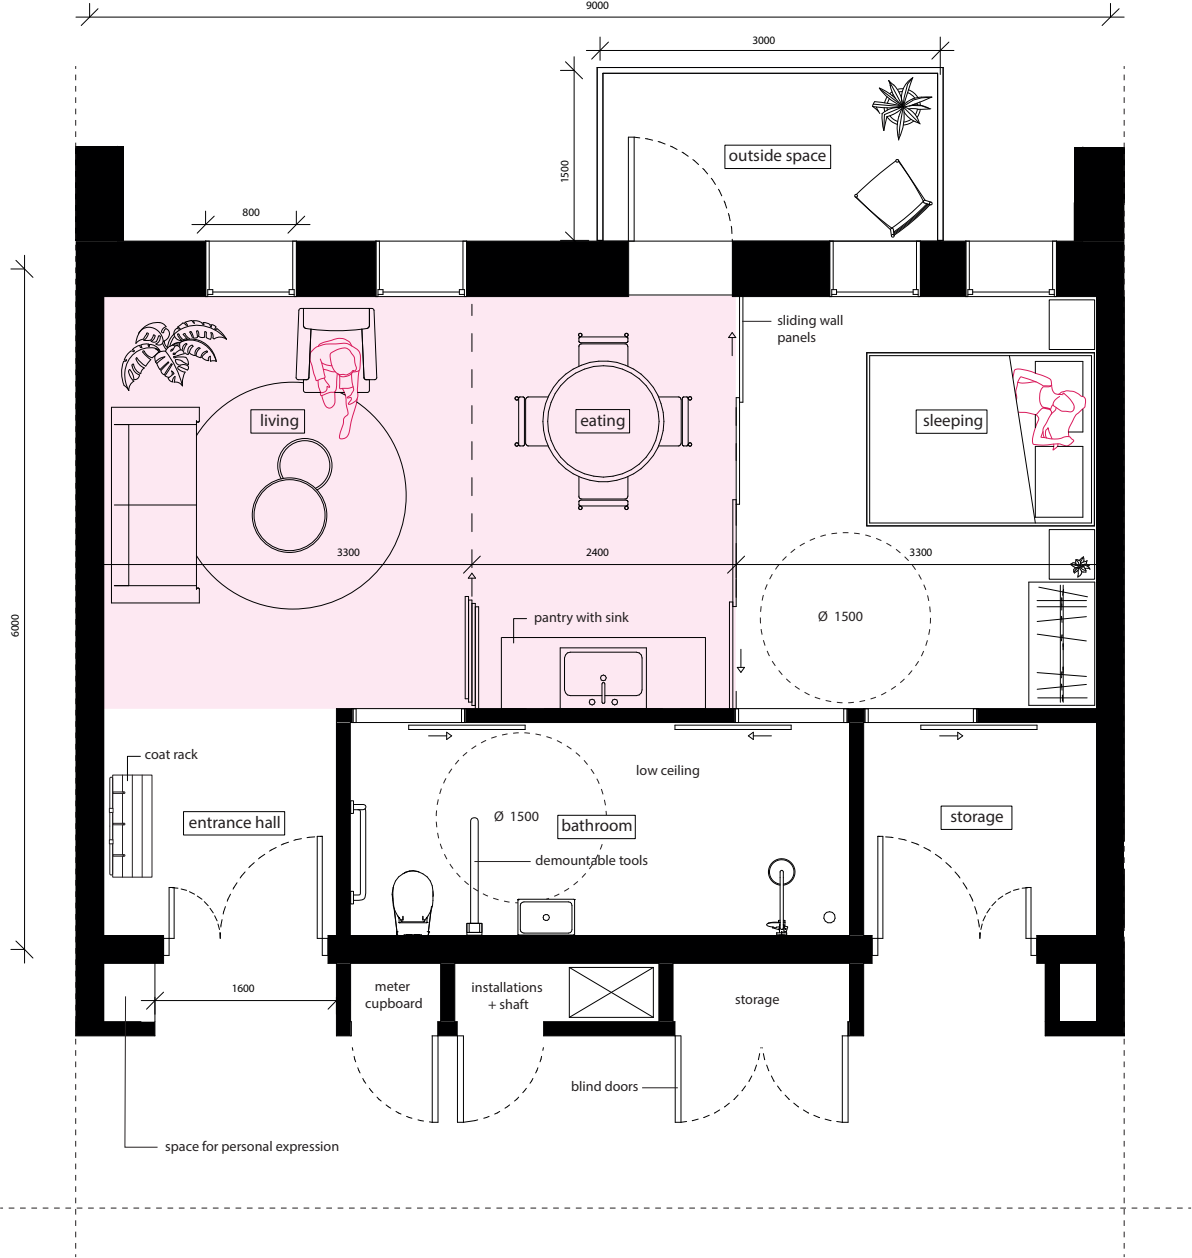 9000
3000
outside space
1500
800
sliding wall
panels
living
eating
sleeping
3300
2400
3300
6000
pantry with sink
Ø 1500
coat rack
low ceiling
entrance hall
Ø 1500
bathroom
storage
demountable tools
1600
meter
cupboard
installations
+ shaft
storage
blind doors
space for personal expression